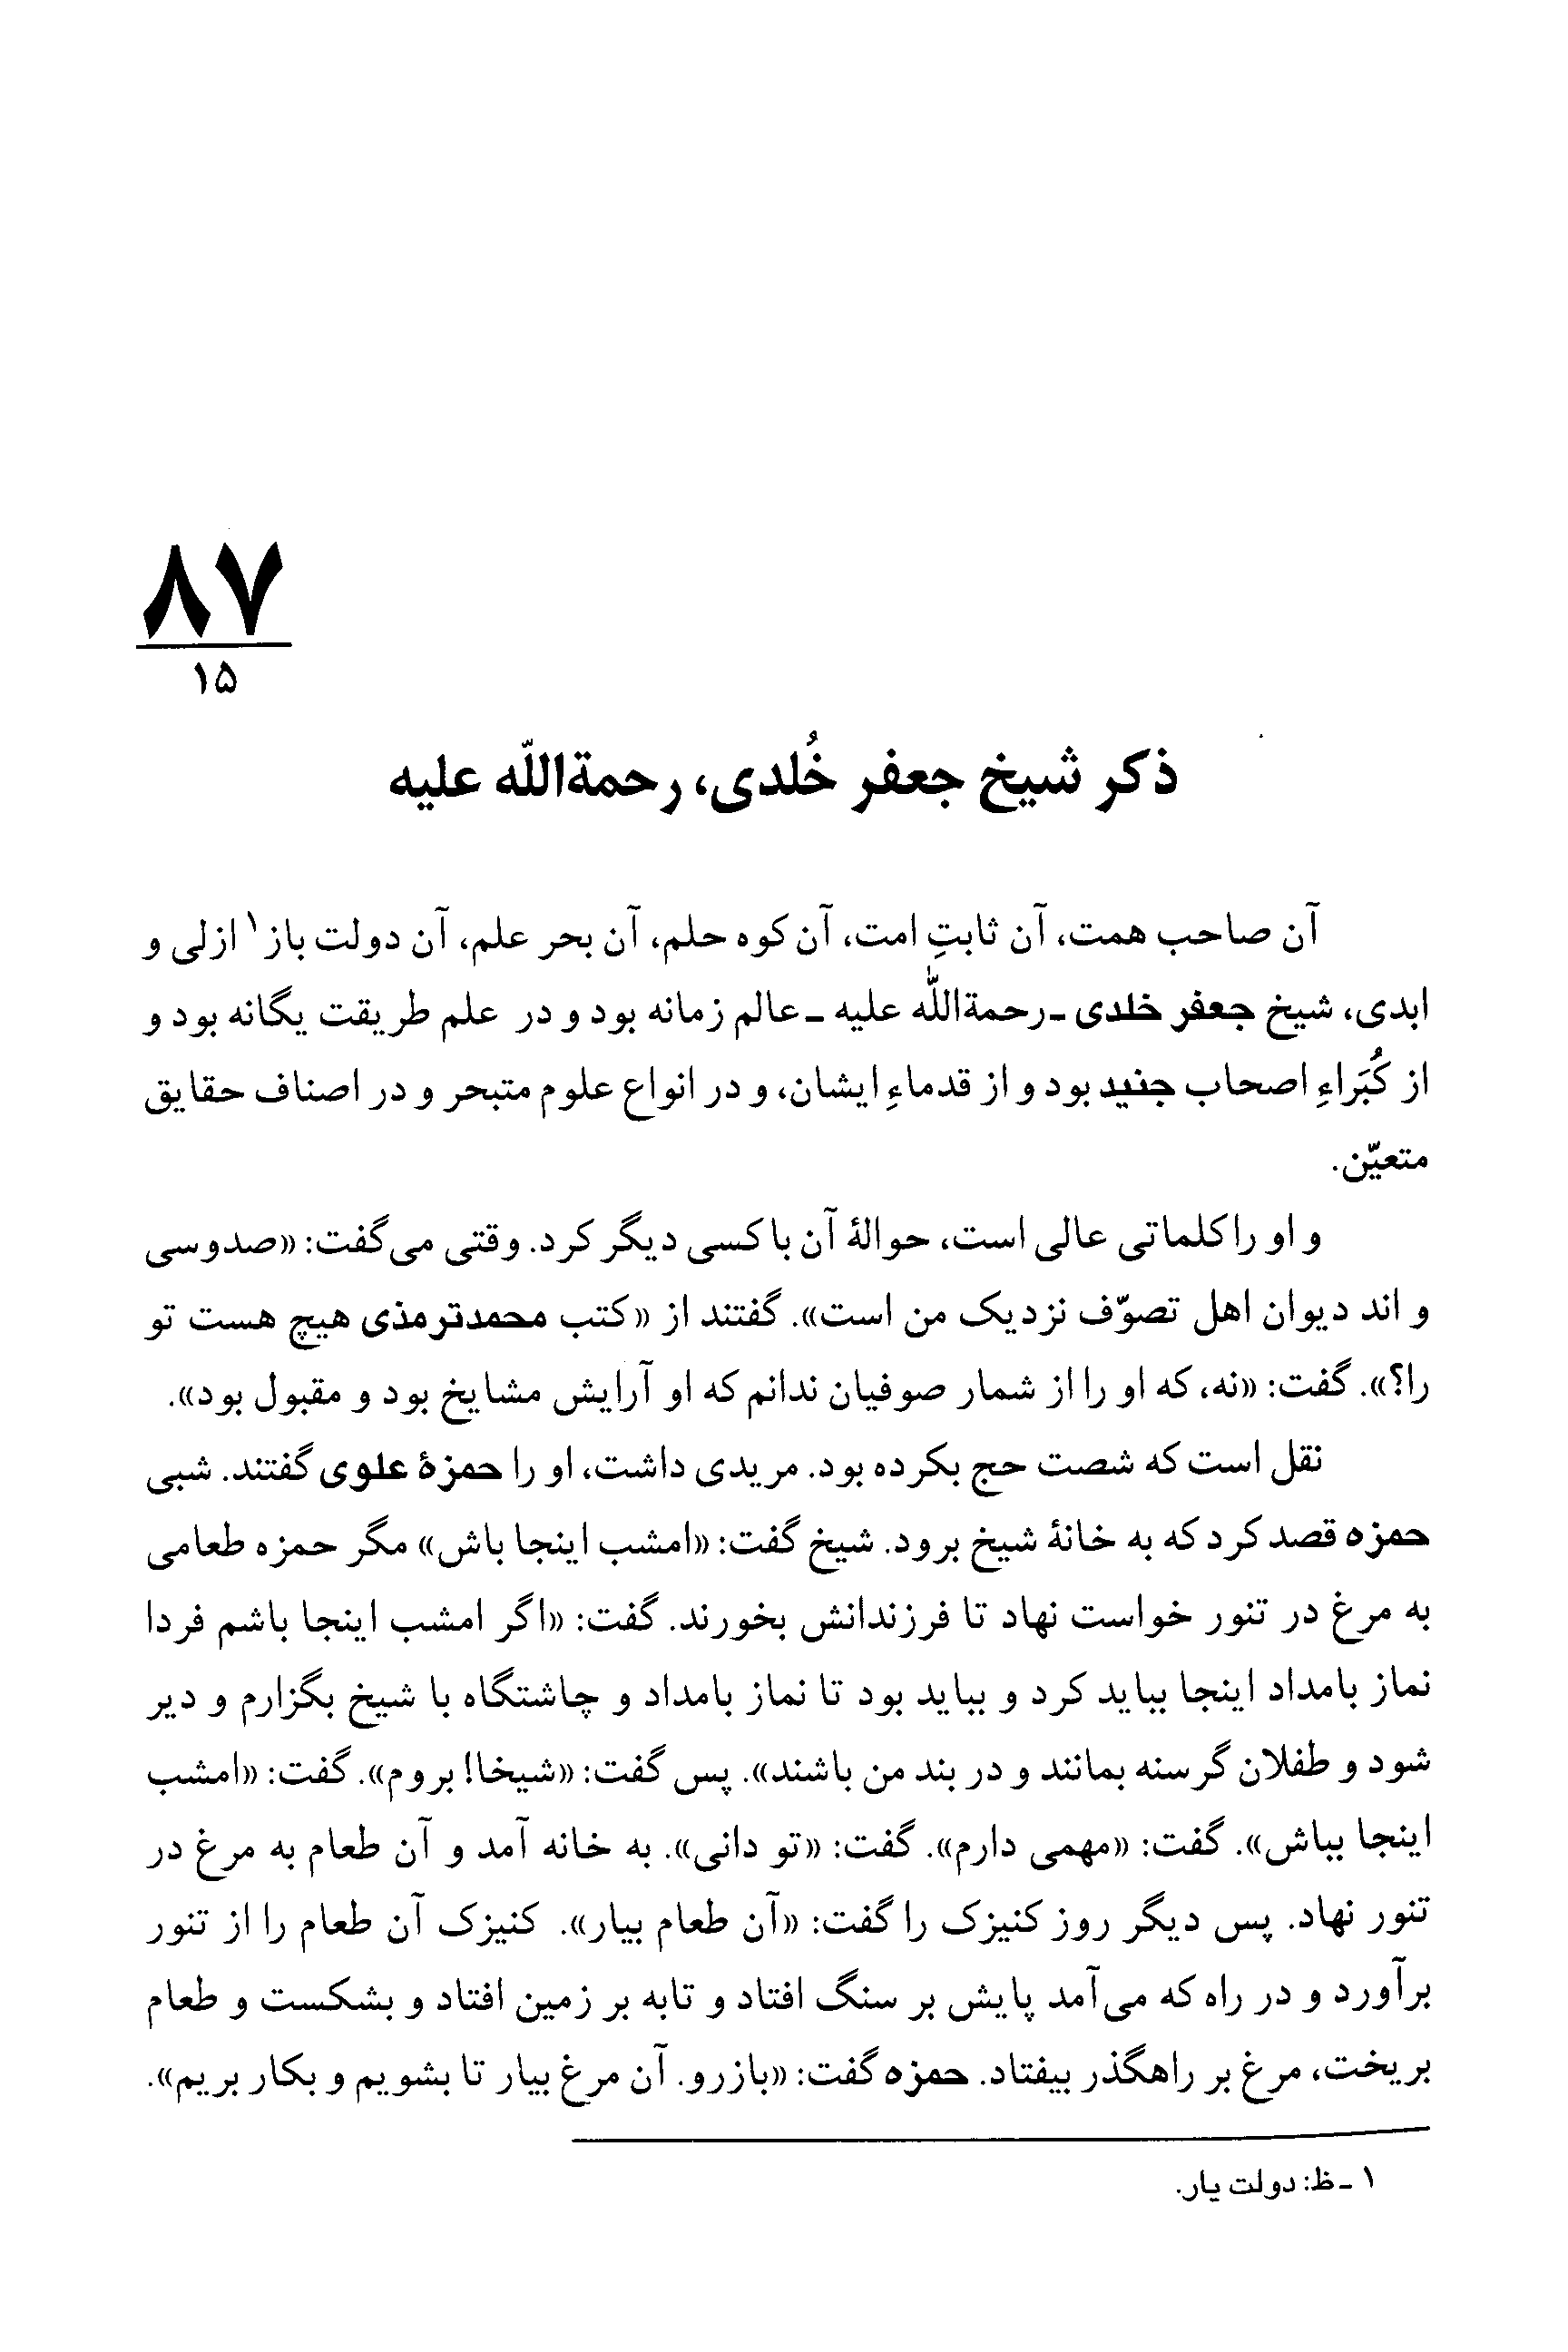 ۸۷
۱۵
ذکر شیخ جعفر خُلدی، رحمةاللّه علیه
آن صاحب همت، آن ثابتِ امت، آن کوه حلم، آن بحر علم، آن دولت باز۱ ازلی و
ابدی، شیخ جعفر خلدی ـ رحمةاللّه علیه ـ عالم زمانه بود و در علم طریقت یگانه بود و
از کُبَراءِ اصحاب جنید بود و از قدماءِ ایشان، و در انواع علوم متبحر و در اصناف حقایق
متعیّن.
و او را کلماتی عالی است، حوالهٔ آن با کسی دیگر کرد. وقتی می‌گفت: «صدوسی
و اند دیوان اهل تصوّف نزدیک من است». گفتند از «کتب محمدترمذی هیچ هست تو
را؟». گفت: «نه، که او را از شمار صوفیان ندانم که او آرایش مشایخ بود و مقبول بود».
نقل است که شصت حج بکرده بود. مریدی داشت، او را حمزهٔ علوی گفتند. شبی
حمزه قصد کرد که به خانهٔ شیخ برود. شیخ گفت: «امشب اینجا باش» مگر حمزه طعامی
به مرغ در تنور خواست نهاد تا فرزندانش بخورند. گفت: «اگر امشب اینجا باشم فردا
نماز بامداد اینجا بباید کرد و بباید بود تا نماز بامداد و چاشتگاه با شیخ بگزارم و دیر
شود و طفلان گرسنه بمانند و در بند من باشند». پس گفت: «شیخا! بروم». گفت: «امشب
اینجا بباش». گفت: «مهمی دارم». گفت: «تو دانی». به خانه آمد و آن طعام به مرغ در
تنور نهاد. پس دیگر روز کنیزک را گفت: «آن طعام بیار». کنیزک آن طعام را از تنور
برآورد و در راه که می‌آمد پایش بر سنگ افتاد و تابه بر زمین افتاد و بشکست و طعام
بریخت، مرغ بر راهگذر بیفتاد. حمزه گفت: «بازرو. آن مرغ بیار تا بشویم و بکار بریم».
۱ ـ ظ: دولت یار.